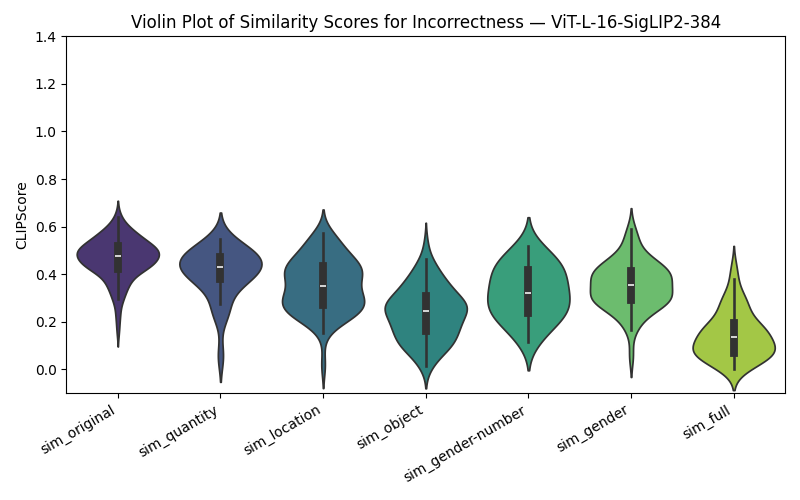 Violin Plot of Similarity Scores for Incorrectness — ViT-L-16-SigLIP2-384
1.4
1.2
1.0
0.8
0.6
0.4
0.2
0.0
CLIPScore
sim_original
sim_quantity
sim_location
sim_object
sim_gender-number
sim_gender
sim_full